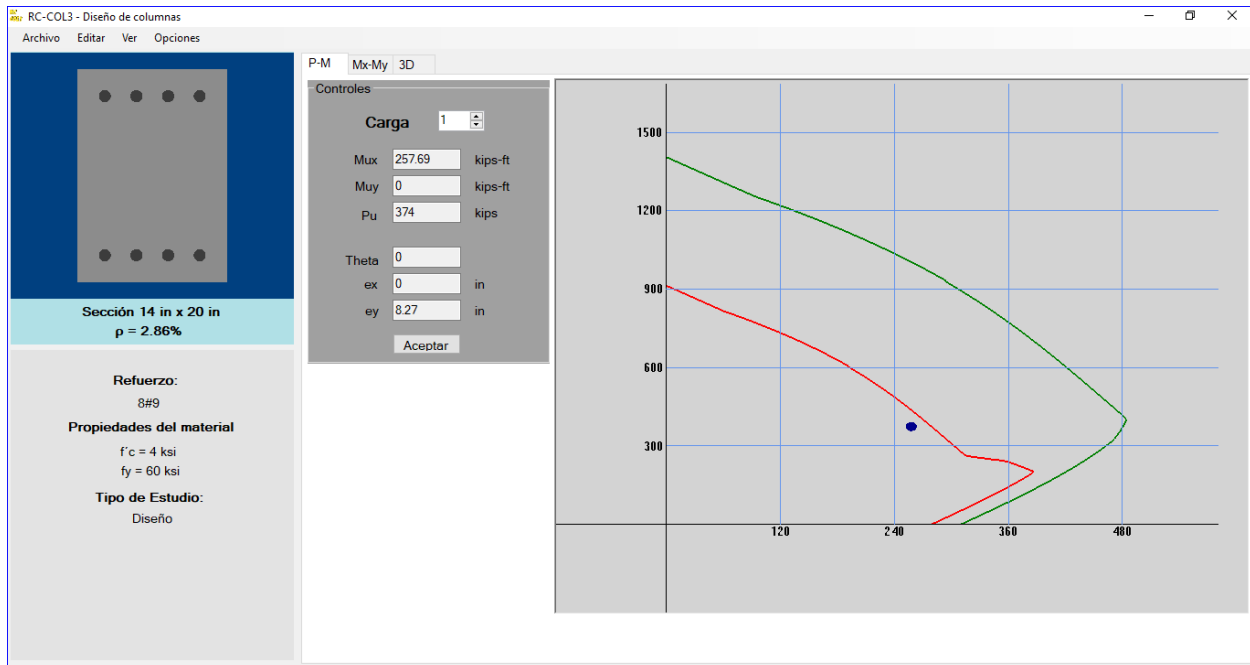 RC-COL3 - Diseño de columnas
Archivo Editar Ver Opciones
Sección 14 in x 20 in
ρ = 2.86%
Refuerzo:
8#9
Propiedades del material
f´c = 4 ksi
fy = 60 ksi
Tipo de Estudio:
Diseño
P-M Mx-My 3D
Controles
Carga 1
Mux 257.69 kips-ft
Muy 0 kips-ft
Pu 374 kips
Theta 0
ex 0 in
ey 8.27 in
Aceptar
1500
1200
900
600
300
120 240 360 480